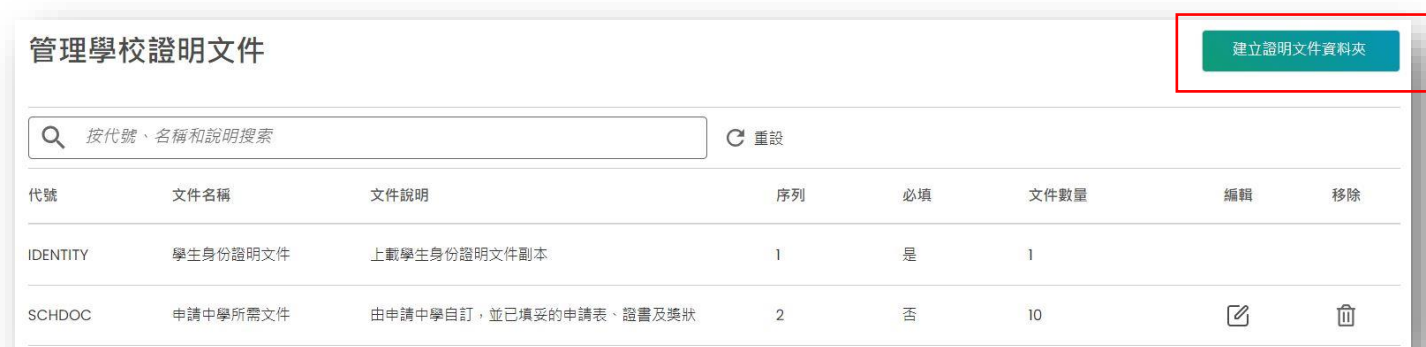 管理學校證明文件
建立證明文件資料夾
按代號、名稱和說明搜索
重設
代號 文件名稱 文件說明 序列 必填 文件數量 編輯 移除
IDENTITY 學生身份證明文件 上載學生身份證明文件副本 1 是 1
SCHDOC 申請中學所需文件 由申請中學自訂，並已填妥的申請表、證書及獎狀 2 否 10